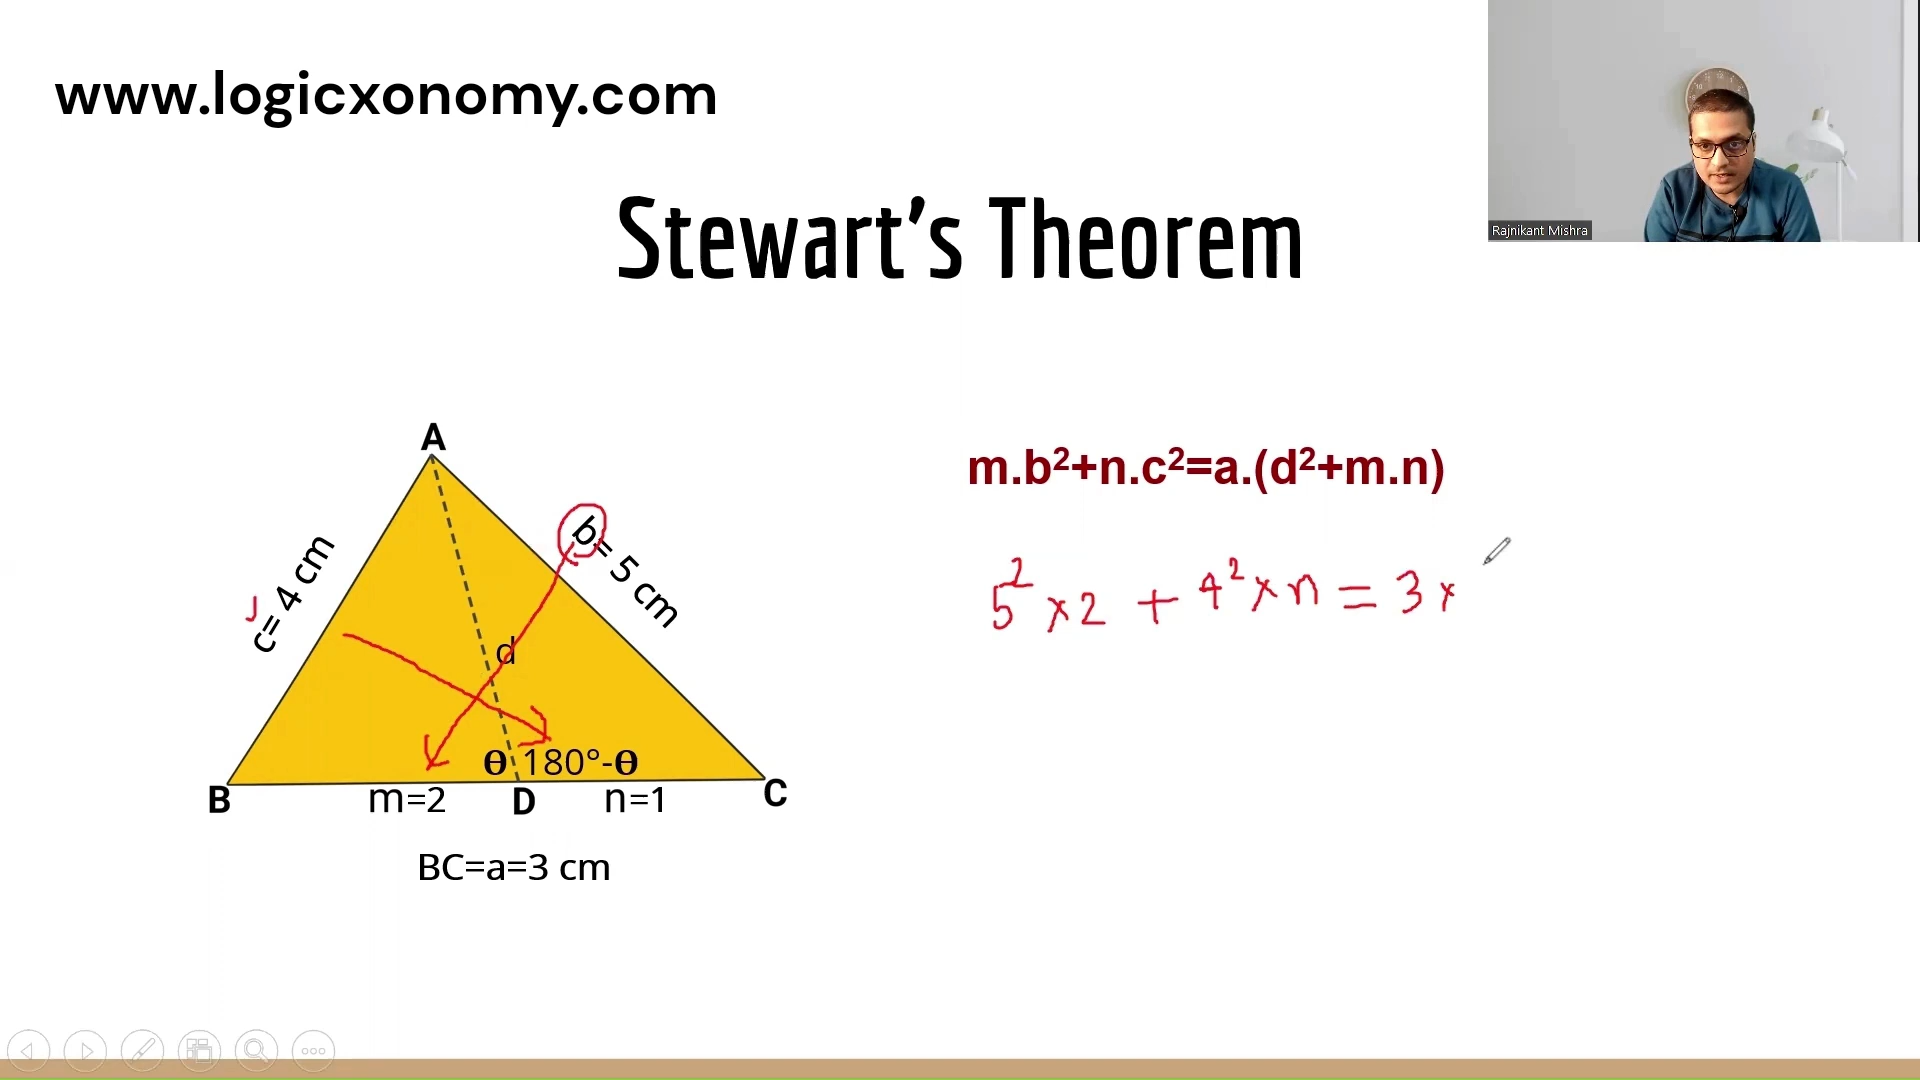 www.logicxonomy.com
Rajnikant Mishra
Stewart's Theorem
A
c= 4 cm
b= 5 cm
d
θ 180°-θ
B
m=2
D
n=1
C
BC=a=3 cm
m.b²+n.c²=a.(d²+m.n)
5² × 2 + 4² × n = 3 ×